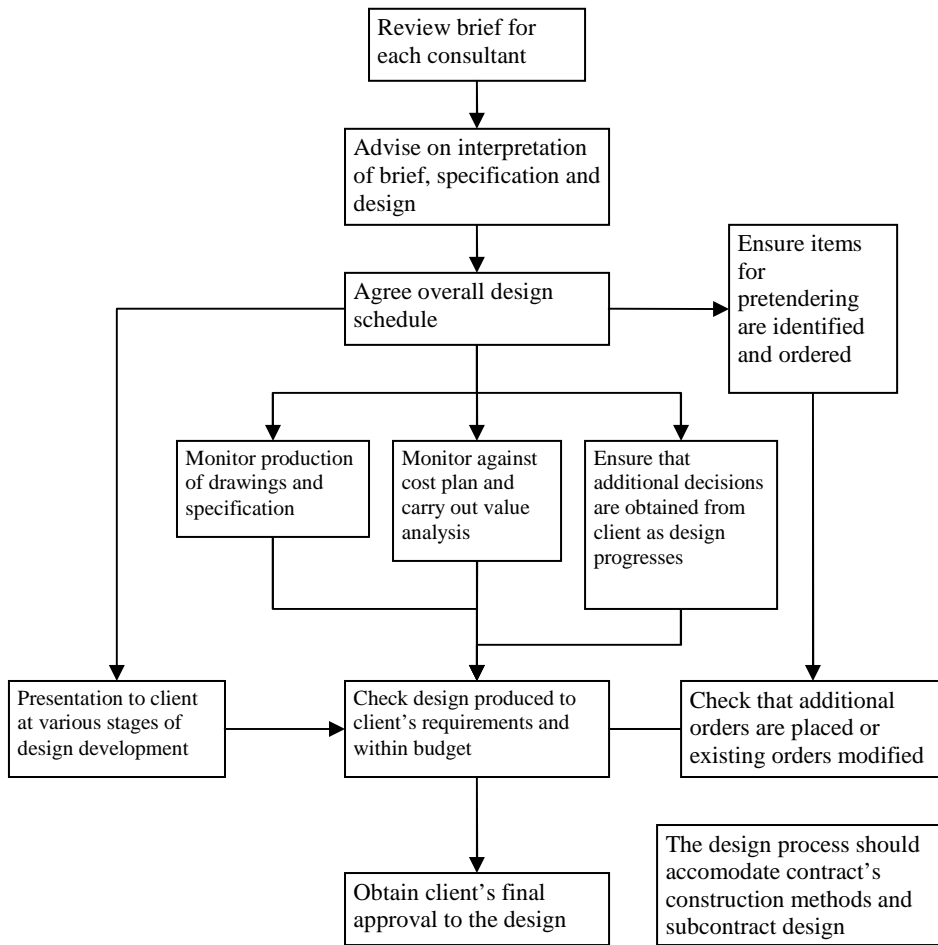 Review brief for
each consultant
Advise on interpretation
of brief, specification and
design
Ensure items
for
pretendering
are identified
and ordered
Agree overall design
schedule
Monitor production
of drawings and
specification
Monitor against
cost plan and
carry out value
analysis
Ensure that
additional decisions
are obtained from
client as design
progresses
Presentation to client
at various stages of
design development
Check design produced to
client's requirements and
within budget
Check that additional
orders are placed or
existing orders modified
Obtain client's final
approval to the design
The design process should
accomodate contract's
construction methods and
subcontract design